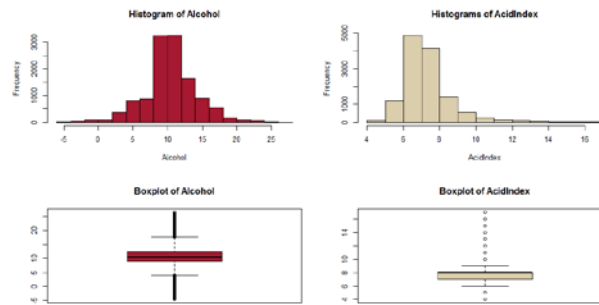 Histogram of Alcohol
Histograms of AcidIndex
Frequency
0 1000 3000
-5 0 5 10 15 20 25
Alcohol
Frequency
0 1000 3000 5000
4 6 8 10 12 14 16
AcidIndex
Boxplot of Alcohol
Boxplot of AcidIndex
-5 0 5 10 20
4 6 8 10 14